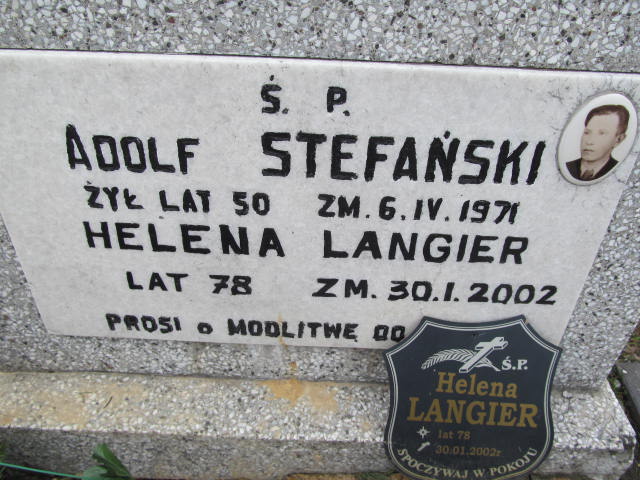 Ś. P.
ADOLF STEFAŃSKI
ŻYŁ LAT 50 ZM. 6. IV. 1971
HELENA LANGIER
LAT 78 ZM. 30.1.2002
PROSI o MODLITWĘ DO
Ś.P.
Helena
LANGIER
lat 78
30.01.2002r
SPOCZYWAJ W POKOJU